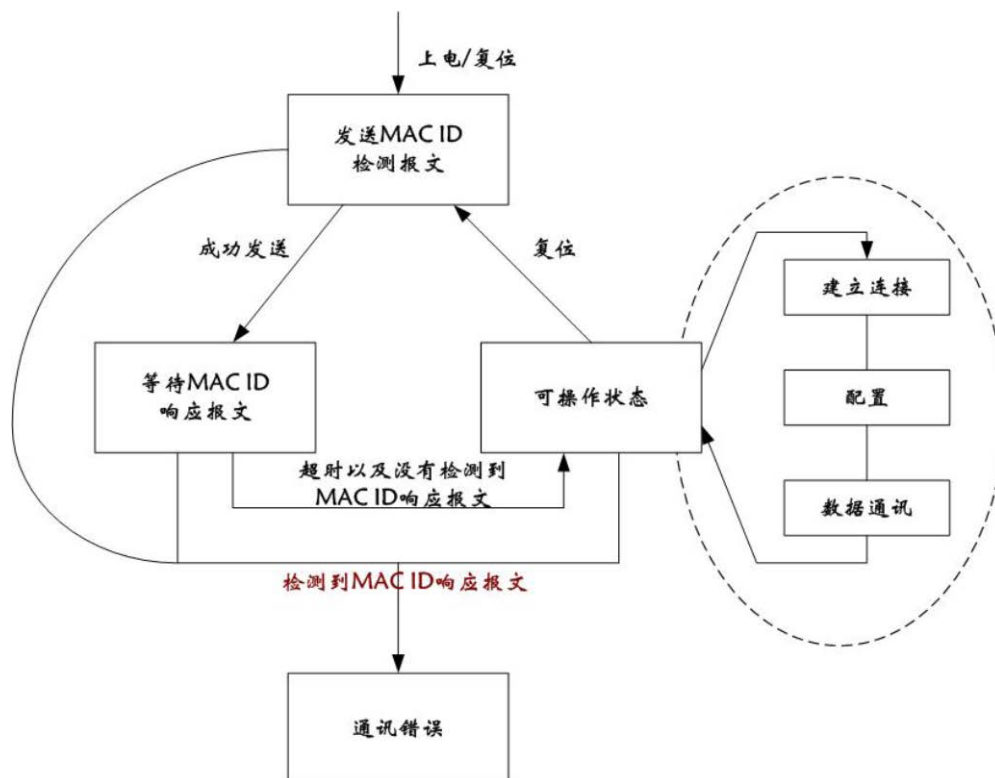 上电/复位
发送MAC ID
检测报文
成功发送
复位
建立连接
等待MAC ID
响应报文
可操作状态
配置
超时以及没有检测到
MAC ID响应报文
数据通讯
检测到MAC ID响应报文
通讯错误